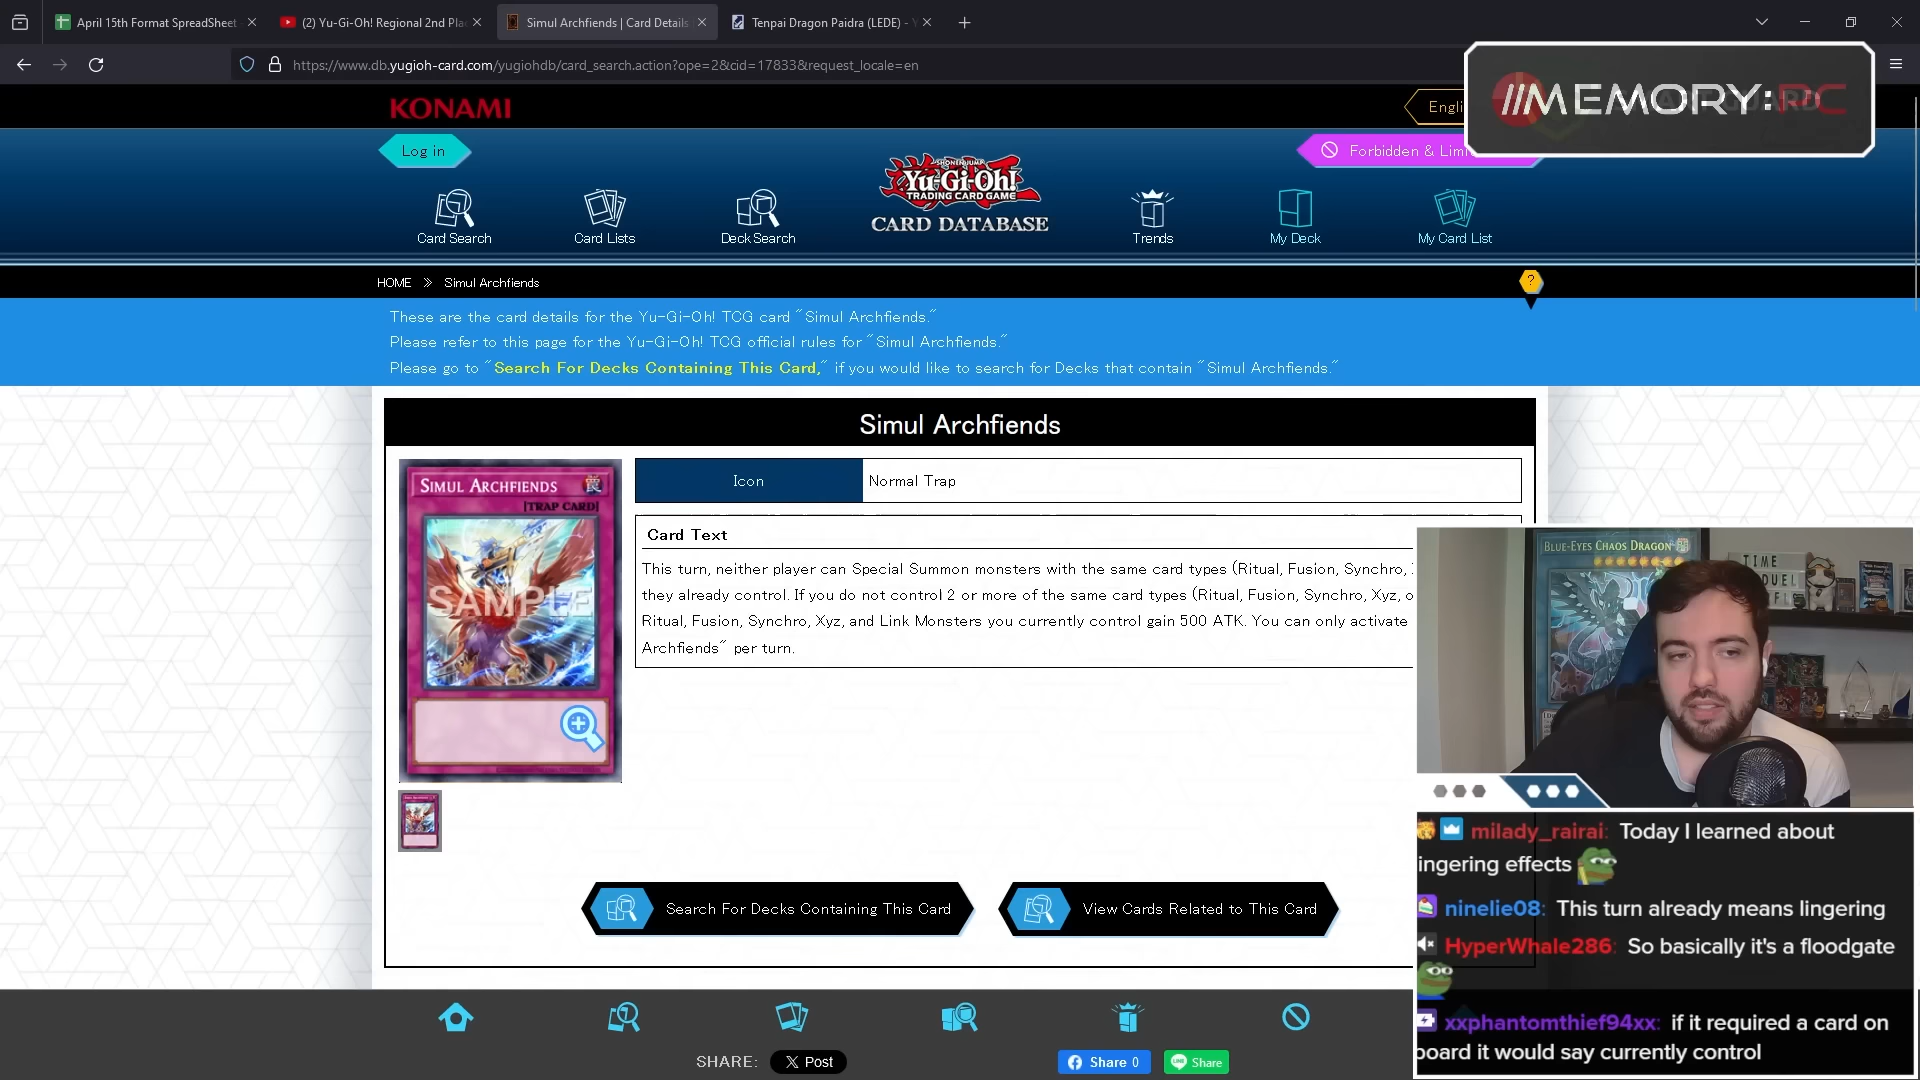 April 15th Format SpreadSheet
(2) Yu-Gi-Oh! Regional 2nd Pla
Simul Archfiends | Card Details
Tenpai Dragon Paidra (LEDE) - Y
https://www.db.yugioh-card.com/yugiohdb/card_search.action?ope=2&cid=17833&request_locale=en
KONAMI
Engli
//MEMORY:PC
Log in
Forbidden & Limi
SHONEN JUMP
Yu-Gi-Oh!
TRADING CARD GAME
CARD DATABASE
Card Search
Card Lists
Deck Search
Trends
My Deck
My Card List
HOME » Simul Archfiends
?
These are the card details for the Yu-Gi-Oh! TCG card "Simul Archfiends."
Please refer to this page for the Yu-Gi-Oh! TCG official rules for "Simul Archfiends."
Please go to "Search For Decks Containing This Card," if you would like to search for Decks that contain "Simul Archfiends."
Simul Archfiends
SIMUL ARCHFIENDS
[TRAP CARD]
SAMPLE
Icon
Normal Trap
Card Text
This turn, neither player can Special Summon monsters with the same card types (Ritual, Fusion, Synchro,
they already control. If you do not control 2 or more of the same card types (Ritual, Fusion, Synchro, Xyz, o
Ritual, Fusion, Synchro, Xyz, and Link Monsters you currently control gain 500 ATK. You can only activate
Archfiends" per turn.
BLUE-EYES CHAOS DRAGON
TIME
DUEL
Search For Decks Containing This Card
View Cards Related to This Card
milady_rairai: Today I learned about
ingering effects
ninelie08: This turn already means lingering
HyperWhale286: So basically it's a floodgate
xxphantomthief94xx: if it required a card on
board it would say currently control
SHARE:
Post
Share 0
LINE
Share